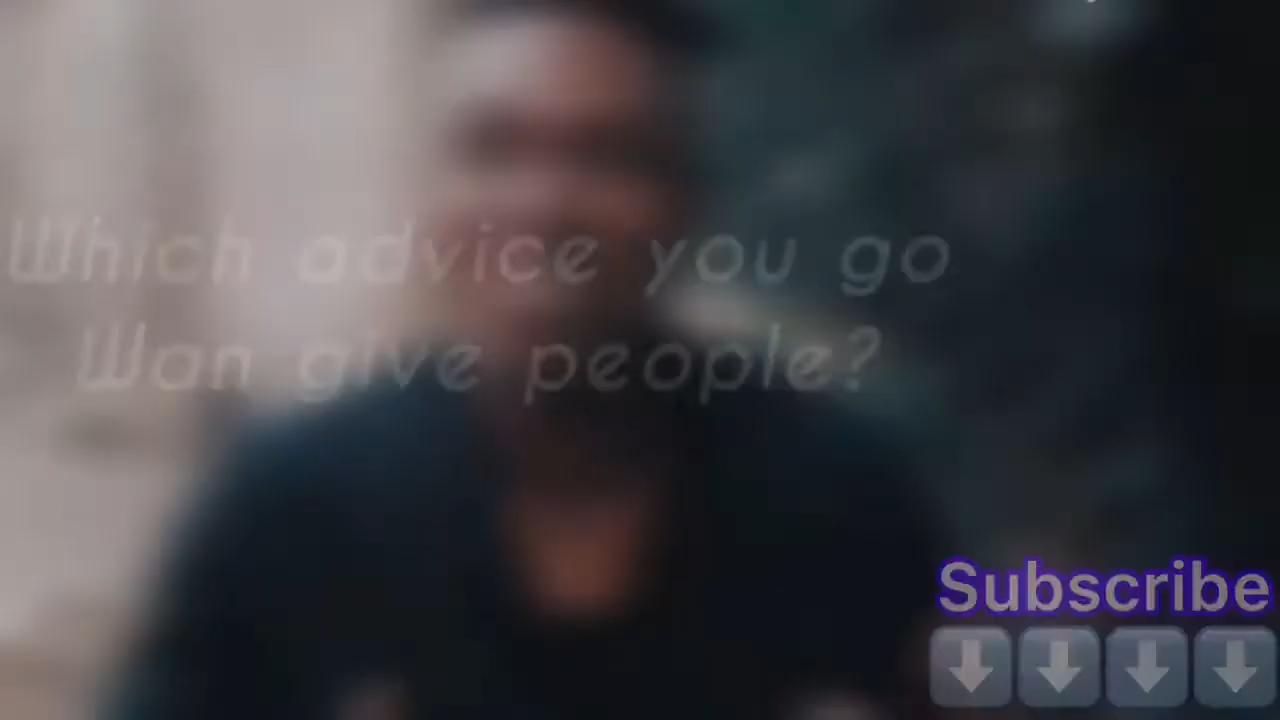 Which advice you go
Wan give people?
Subscribe
⬇️⬇️⬇️⬇️